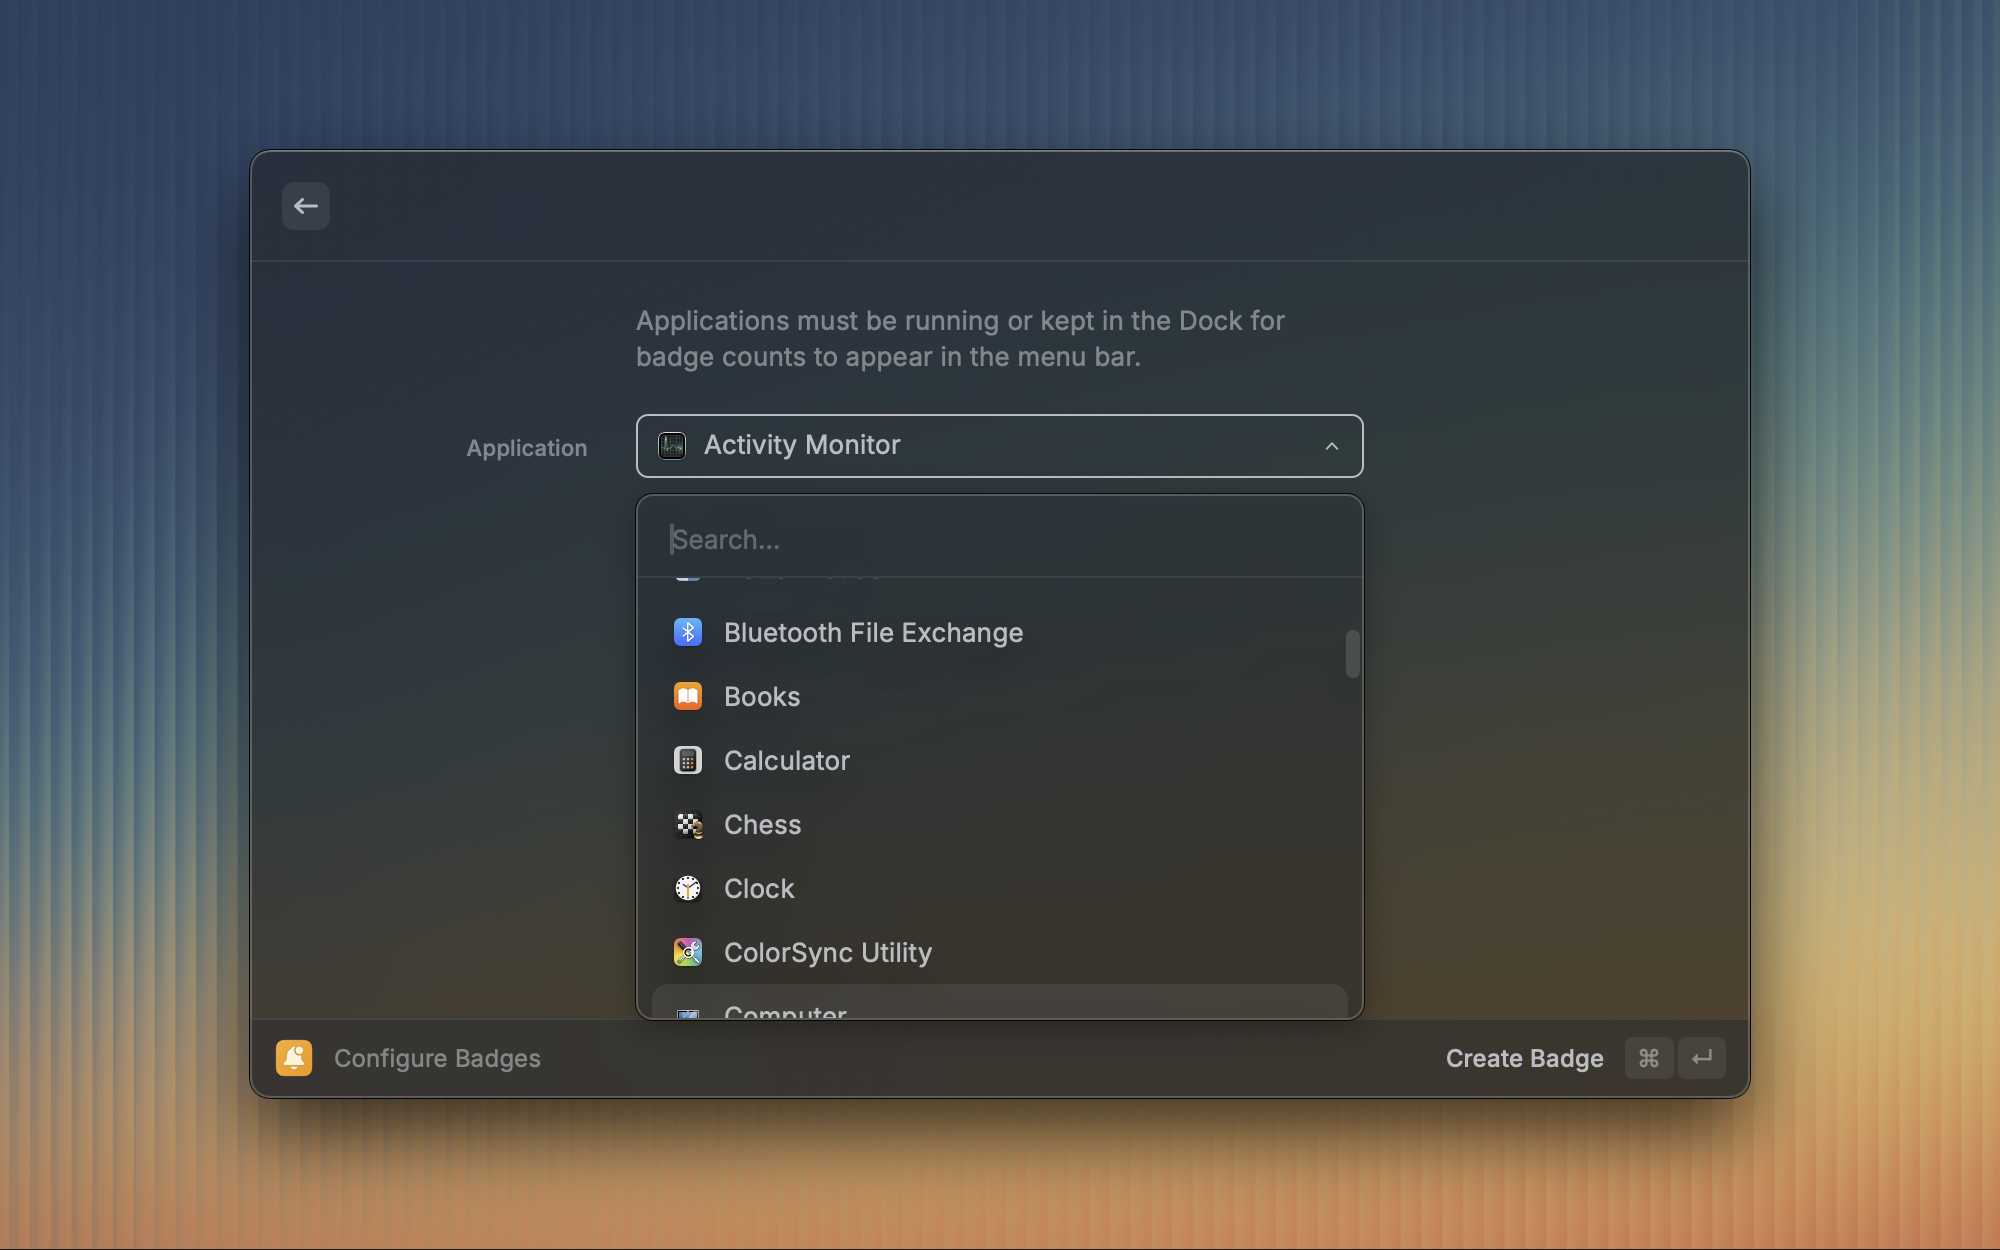 Applications must be running or kept in the Dock for
badge counts to appear in the menu bar.
Application
Activity Monitor
Search...
Bluetooth File Exchange
Books
Calculator
Chess
Clock
ColorSync Utility
Computer
Configure Badges
Create Badge ⌘ ↵